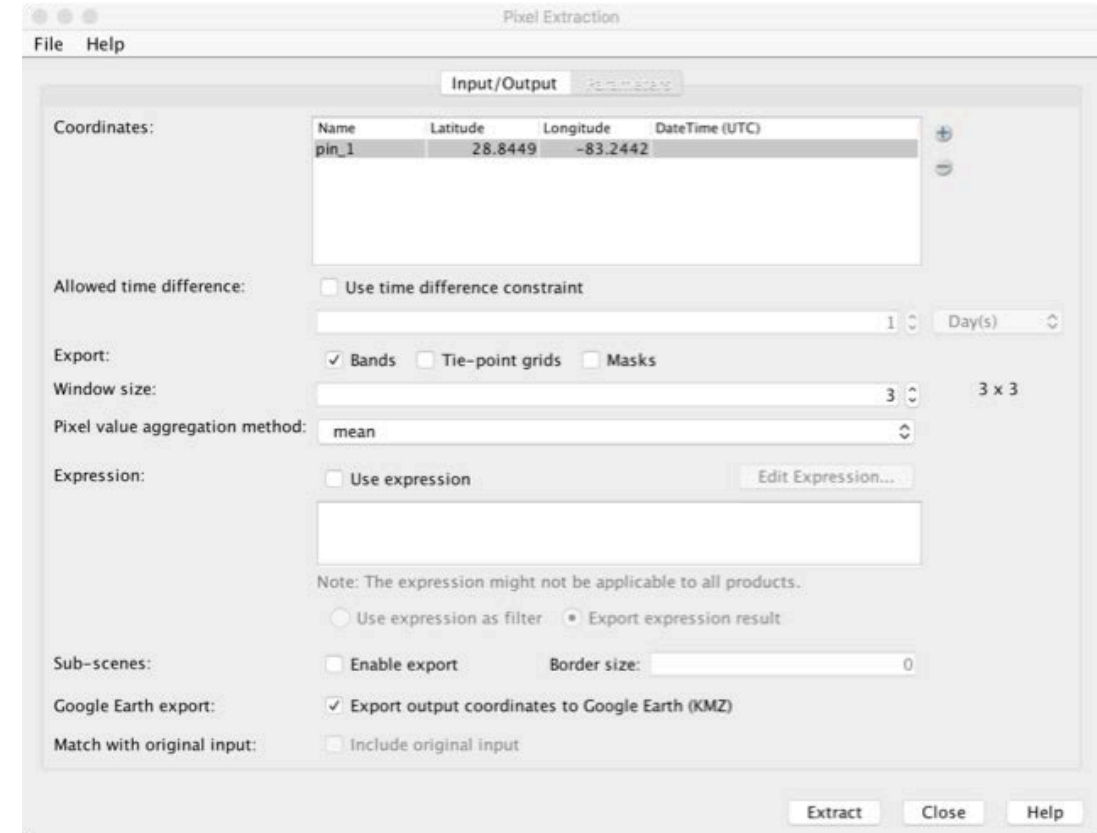 Pixel Extraction
File Help
Input/Output Parameters
Coordinates:
Name Latitude Longitude DateTime (UTC)
pin_1 28.8449 -83.2442
Allowed time difference: Use time difference constraint
1 Day(s)
Export: Bands Tie-point grids Masks
Window size: 3 3 x 3
Pixel value aggregation method: mean
Expression: Use expression Edit Expression...
Note: The expression might not be applicable to all products.
Use expression as filter Export expression result
Sub-scenes: Enable export Border size: 0
Google Earth export: Export output coordinates to Google Earth (KMZ)
Match with original input: Include original input
Extract Close Help